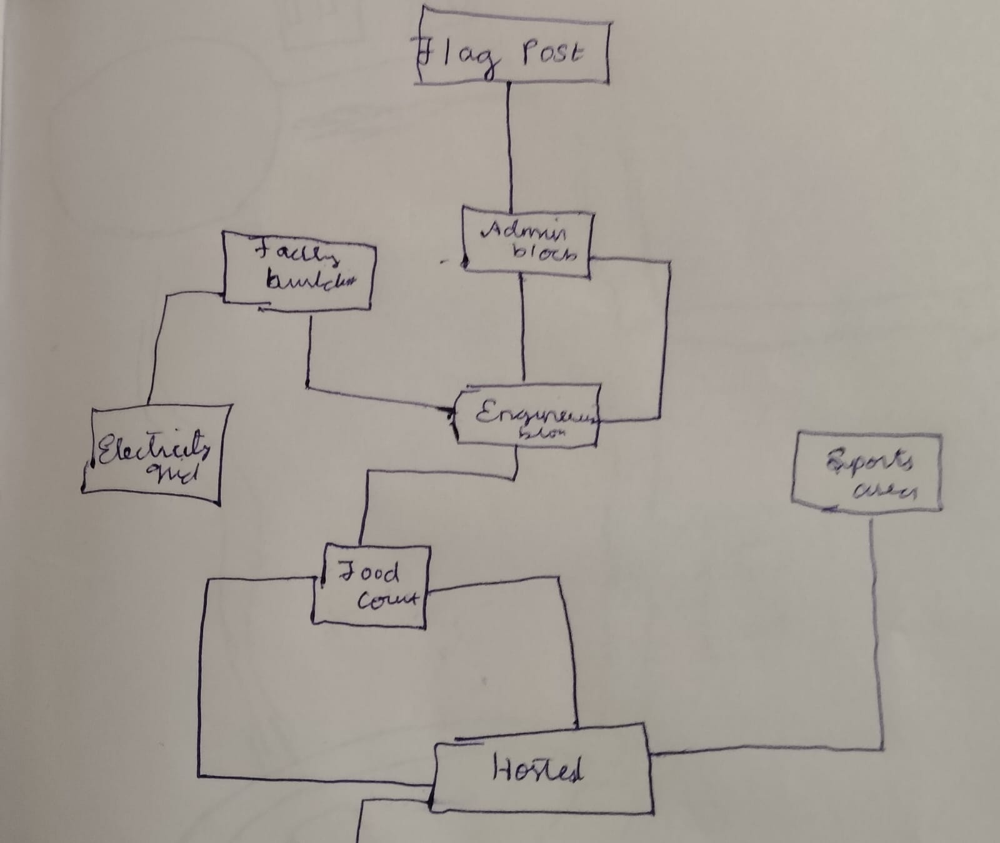 Flag Post
Admin
block
Faculty
building
Engineering
block
Electricity
grid
Sports
area
Food
Court
Hostel